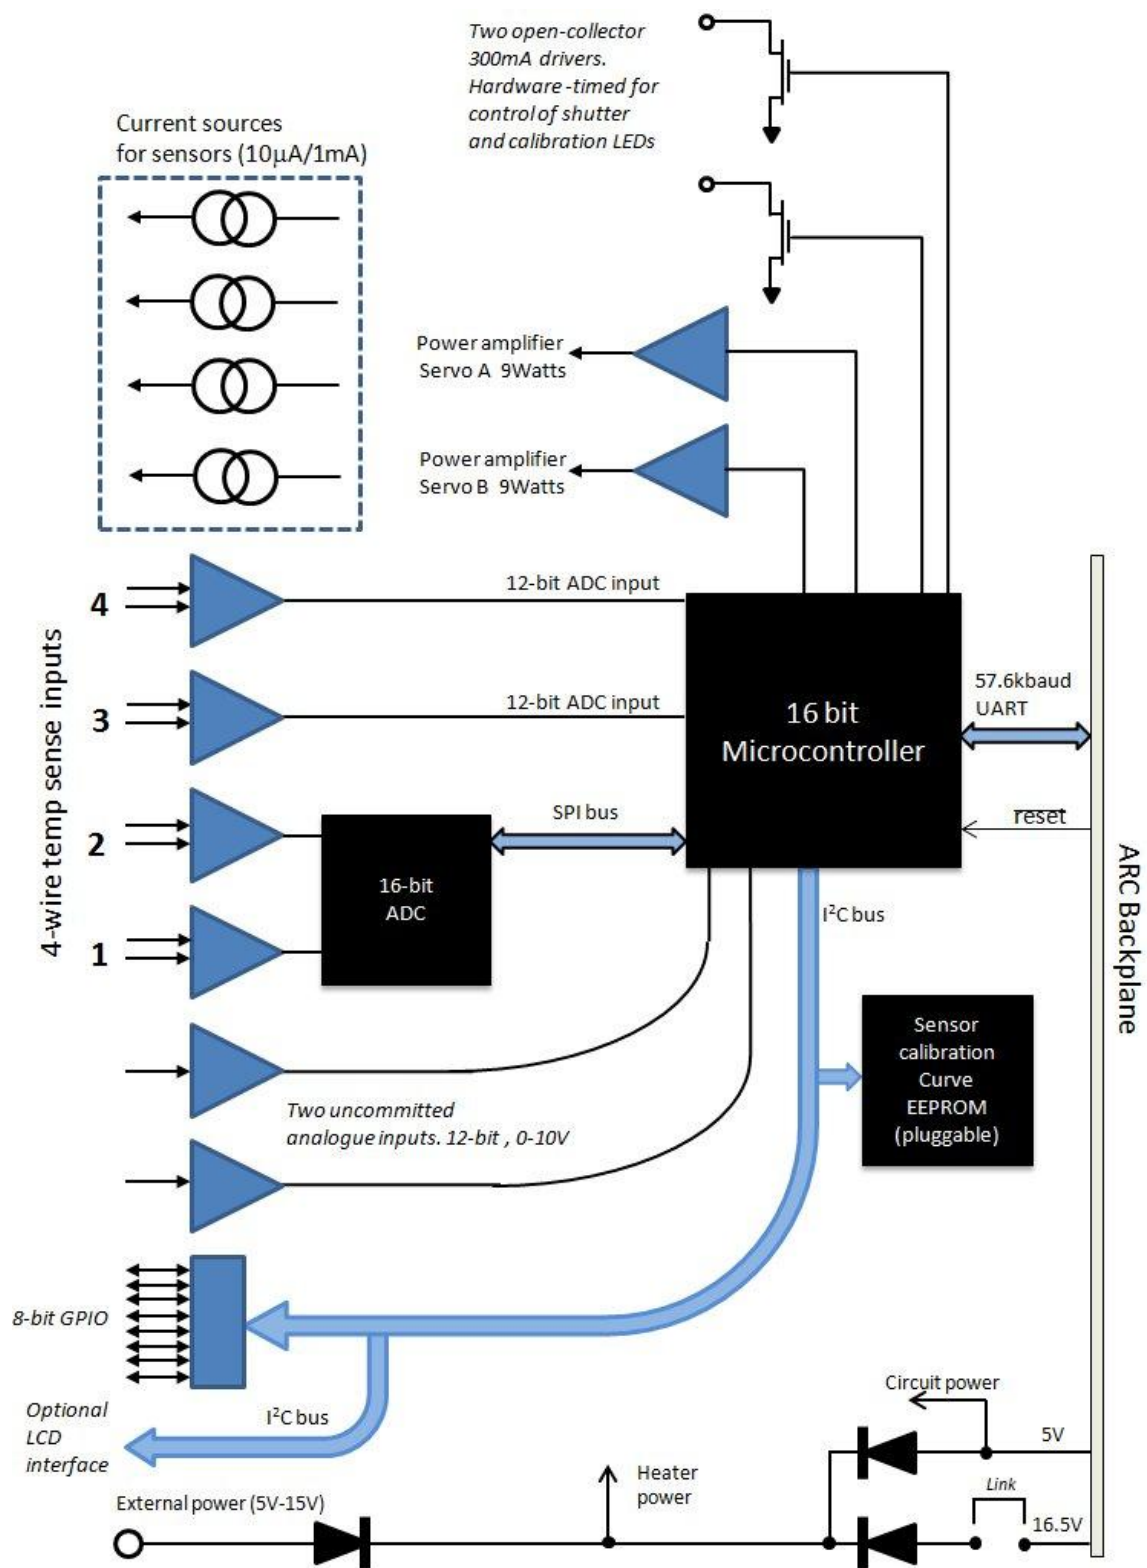 Two open-collector
300mA drivers.
Hardware -timed for
control of shutter
and calibration LEDs
Current sources
for sensors (10µA/1mA)
Power amplifier
Servo A 9Watts
Power amplifier
Servo B 9Watts
4-wire temp sense inputs
4
12-bit ADC input
3
12-bit ADC input
16 bit
Microcontroller
57.6kbaud
UART
reset
ARC Backplane
2
SPI bus
16-bit
ADC
1
I²C bus
Sensor
calibration
Curve
EEPROM
(pluggable)
Two uncommitted
analogue inputs. 12-bit , 0-10V
8-bit GPIO
Optional
LCD
interface
I²C bus
Circuit power
5V
Heater
power
Link
16.5V
External power (5V-15V)